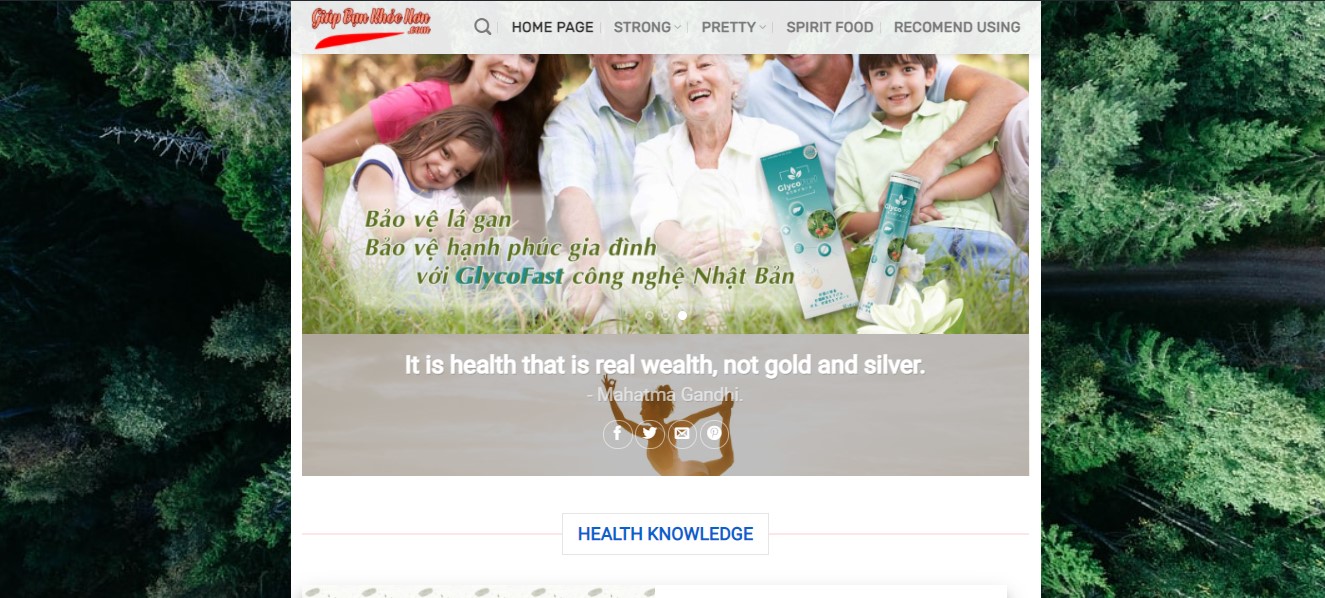 Giúp Bạn Khỏe Hơn
.com
HOME PAGE STRONG PRETTY SPIRIT FOOD RECOMEND USING
Bảo vệ lá gan
Bảo vệ hạnh phúc gia đình
với GlycoFast công nghệ Nhật Bản
It is health that is real wealth, not gold and silver.
- Mahatma Gandhi.
HEALTH KNOWLEDGE